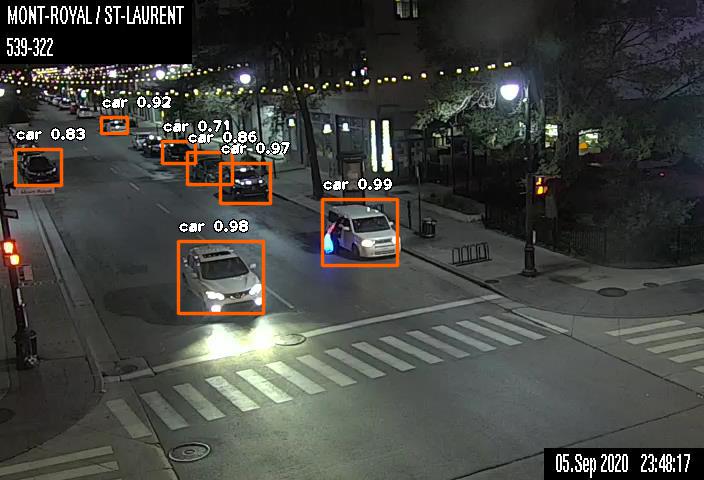 MONT-ROYAL / ST-LAURENT
539-322
car 0.92
car 0.71
car 0.83
car 0.86
car 0.97
car 0.99
car 0.98
05.Sep 2020 23:48:17